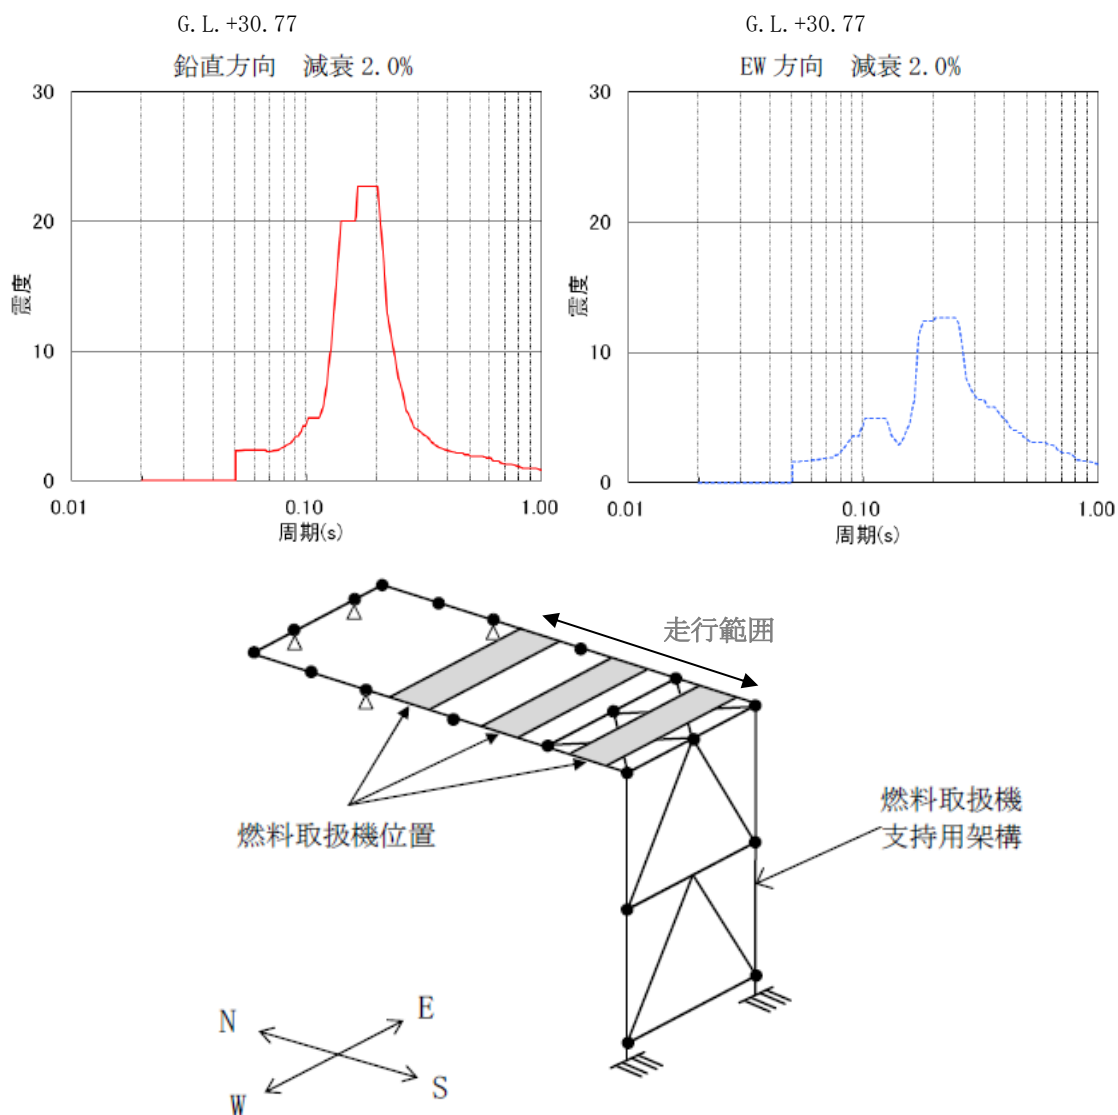 G.L.+30.77
鉛直方向 減衰 2.0%
30
20
10
0
震度
0.01
0.10
1.00
周期(s)
G.L.+30.77
EW 方向 減衰 2.0%
30
20
10
0
震度
0.01
0.10
1.00
周期(s)
走行範囲
燃料取扱機位置
燃料取扱機
支持用架構
N
E
W
S